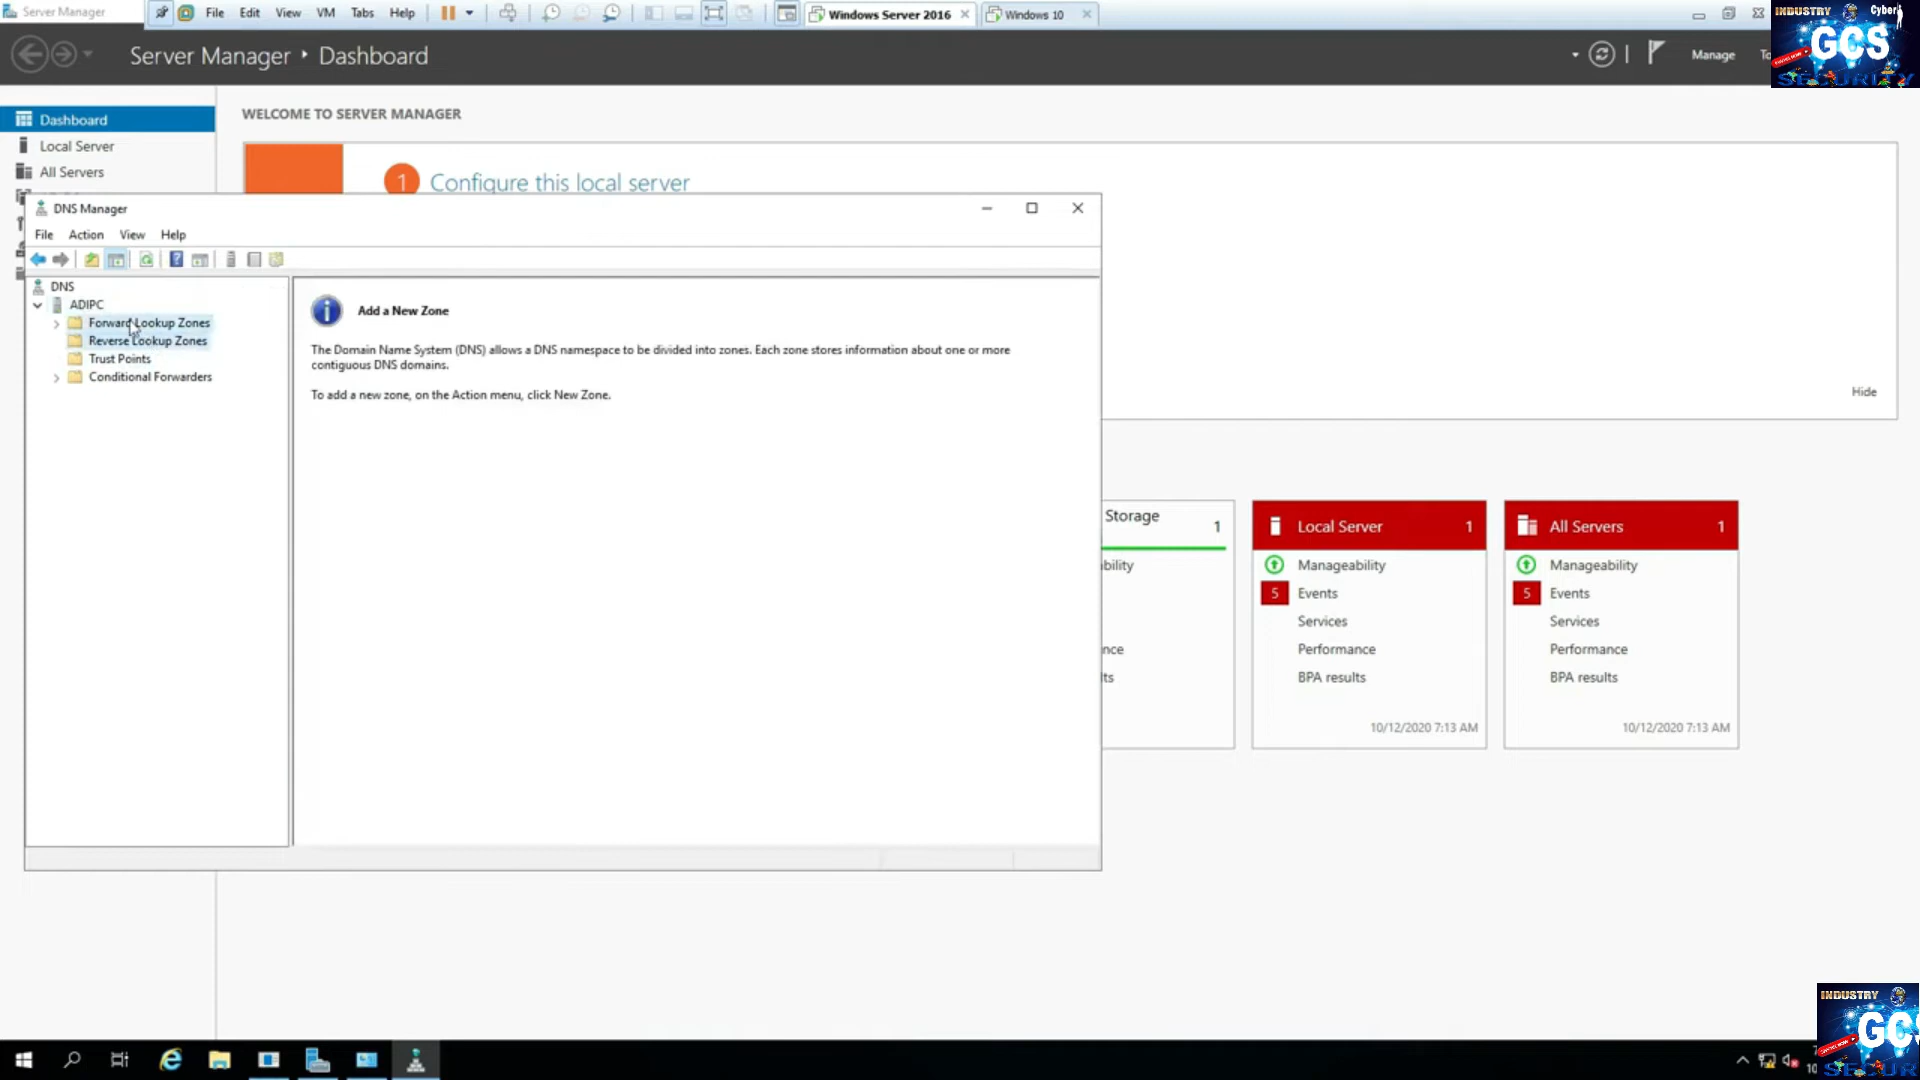 Server Manager
File Edit View VM Tabs Help
Windows Server 2016
Windows 10
INDUSTRY
Cyber
GCS
SECURITY
Server Manager Dashboard
Manage
Dashboard
Local Server
All Servers
WELCOME TO SERVER MANAGER
1 Configure this local server
Hide
DNS Manager
File Action View Help
DNS
ADIPC
Forward Lookup Zones
Reverse Lookup Zones
Trust Points
Conditional Forwarders
Add a New Zone
The Domain Name System (DNS) allows a DNS namespace to be divided into zones. Each zone stores information about one or more
contiguous DNS domains.
To add a new zone, on the Action menu, click New Zone.
Storage 1
bility
nce
ts
Local Server 1
Manageability
5 Events
Services
Performance
BPA results
10/12/2020 7:13 AM
All Servers 1
Manageability
5 Events
Services
Performance
BPA results
10/12/2020 7:13 AM
INDUSTRY
GCS
SECUR